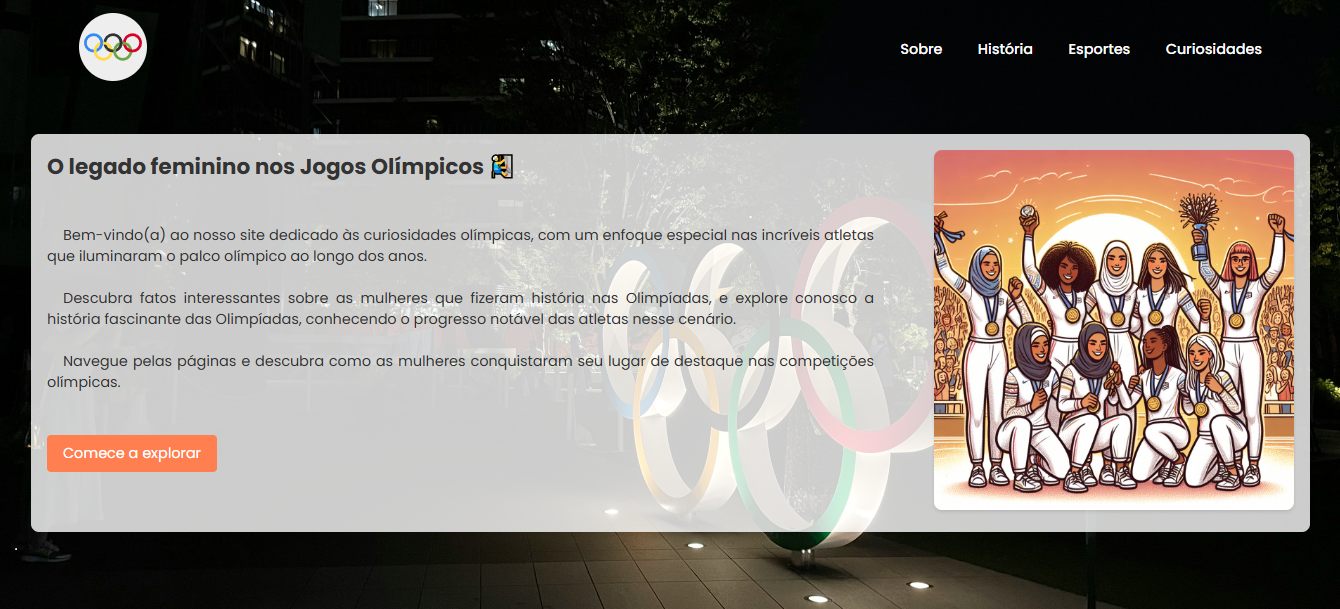 Sobre História Esportes Curiosidades
O legado feminino nos Jogos Olímpicos
Bem-vindo(a) ao nosso site dedicado às curiosidades olímpicas, com um enfoque especial nas incríveis atletas
que iluminaram o palco olímpico ao longo dos anos.
Descubra fatos interessantes sobre as mulheres que fizeram história nas Olimpíadas, e explore conosco a
história fascinante das Olimpíadas, conhecendo o progresso notável das atletas nesse cenário.
Navegue pelas páginas e descubra como as mulheres conquistaram seu lugar de destaque nas competições
olímpicas.
Comece a explorar